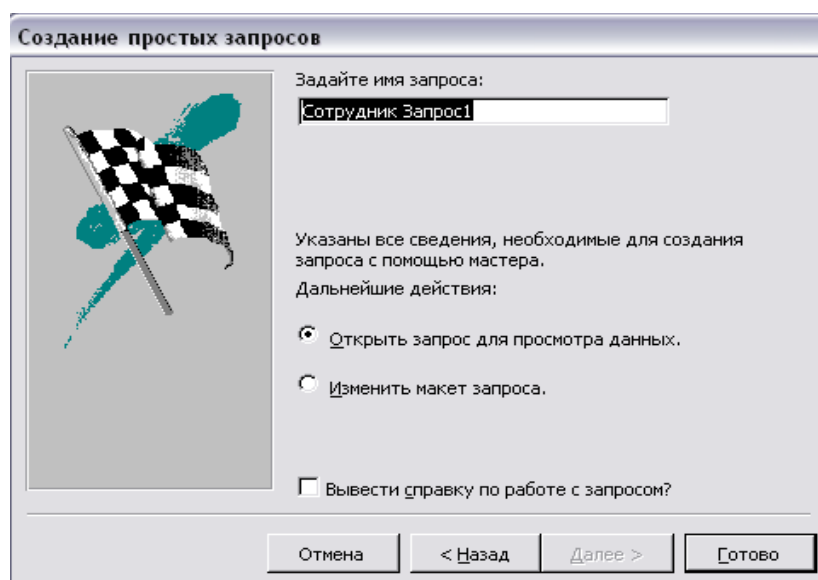 Создание простых запросов
Задайте имя запроса:
Сотрудник Запрос1
Указаны все сведения, необходимые для создания
запроса с помощью мастера.
Дальнейшие действия:
Открыть запрос для просмотра данных.
Изменить макет запроса.
Вывести справку по работе с запросом?
Отмена
< Назад
Далее >
Готово